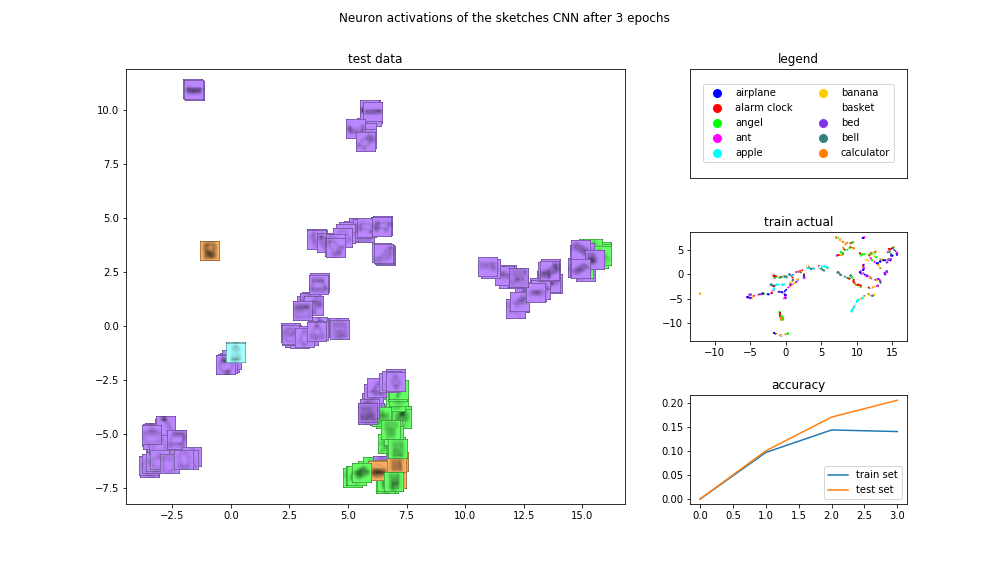 Neuron activations of the sketches CNN after 3 epochs
test data
10.0
7.5
5.0
2.5
0.0
−2.5
−5.0
−7.5
−2.5 0.0 2.5 5.0 7.5 10.0 12.5 15.0
legend
airplane banana
alarm clock basket
angel bed
ant bell
apple calculator
train actual
5
0
−5
−10
−10 −5 0 5 10 15
accuracy
0.20
0.15
0.10
0.05
0.00
train set
test set
0.0 0.5 1.0 1.5 2.0 2.5 3.0